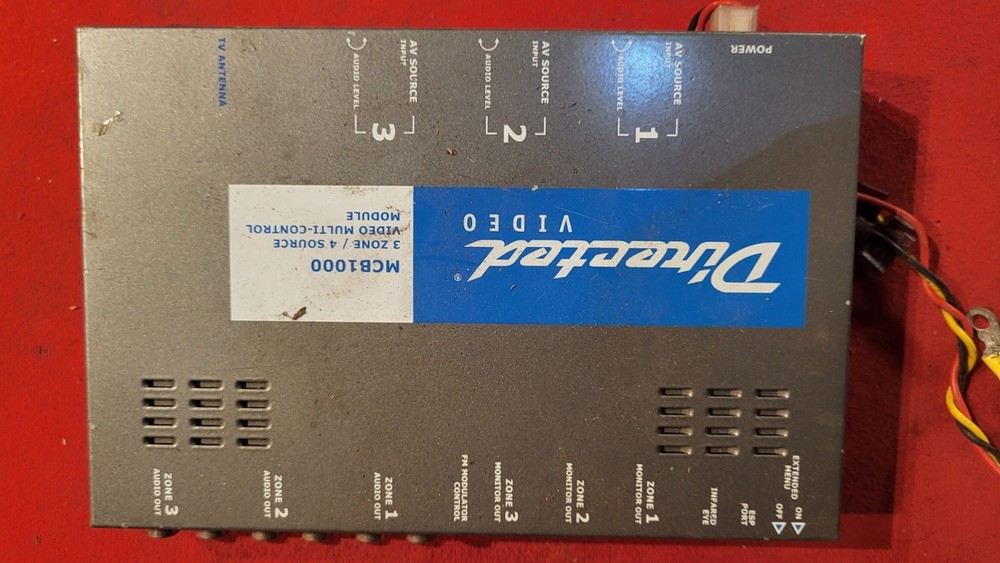 POWER
AV SOURCE
INPUT
1
AUDIO LEVEL
AV SOURCE
INPUT
2
AUDIO LEVEL
AV SOURCE
INPUT
3
AUDIO LEVEL
TV ANTENNA
Directed®
VIDEO
MCB1000
3 ZONE / 4 SOURCE
VIDEO MULTI-CONTROL
MODULE
EXTENDED
MENU
ON
OFF
ESP
PORT
INFARED
EYE
ZONE 1
MONITOR OUT
ZONE 2
MONITOR OUT
ZONE 3
MONITOR OUT
FM MODULATOR
CONTROL
ZONE 1
AUDIO OUT
ZONE 2
AUDIO OUT
ZONE 3
AUDIO OUT